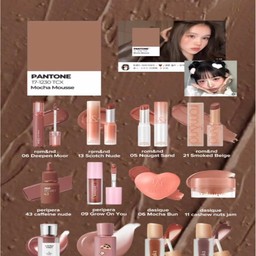 PANTONE
17-1230 TCX
Mocha Mousse
PANTONE
rom&nd
06 Deepen Moor
rom&nd
13 Scotch Nude
rom&nd
05 Nougat Sand
rom&nd
21 Smoked Beige
peripera
43 caffeine nude
peripera
09 Grow On You
dasique
06 Mocha Bun
dasique
11 cashew nuts jam